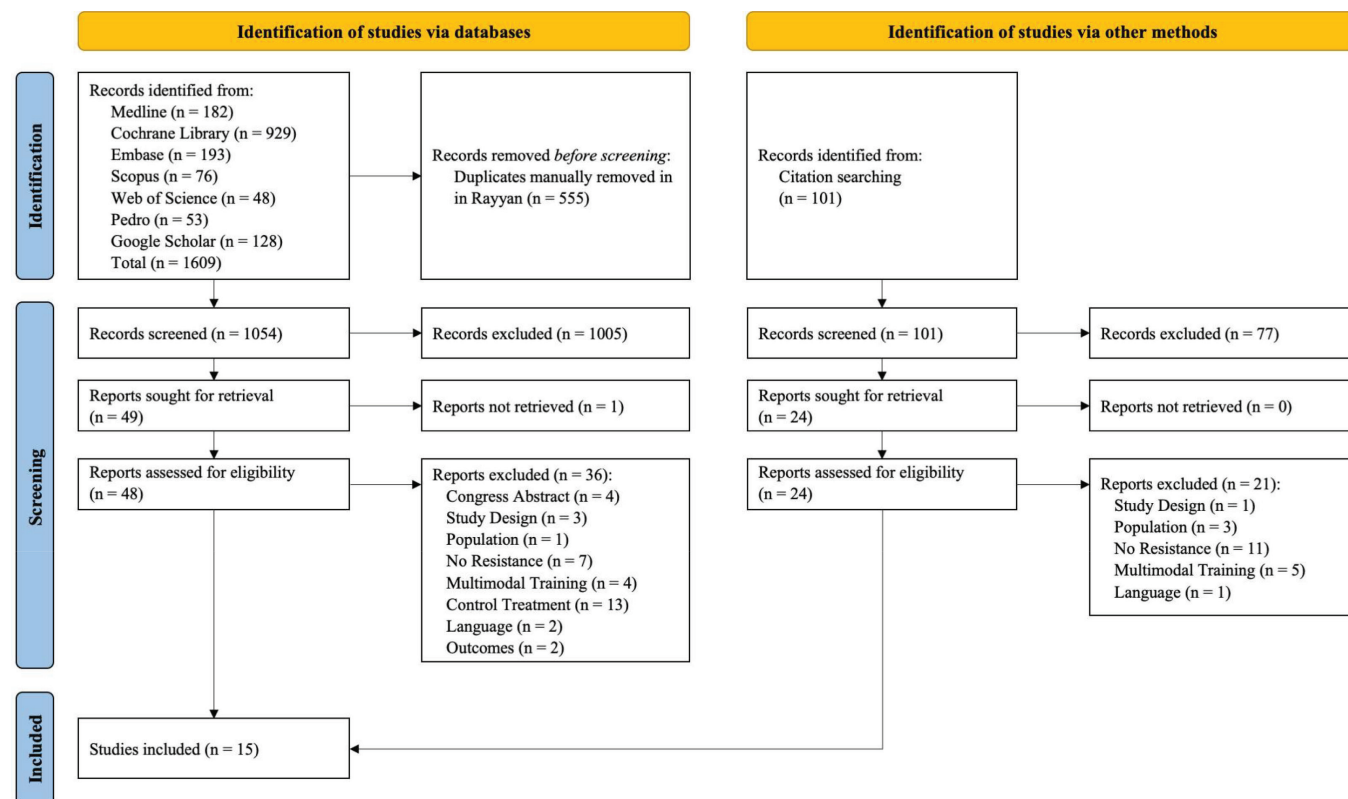 Identification of studies via databases
Identification of studies via other methods
Identification
Records identified from:
Medline (n = 182)
Cochrane Library (n = 929)
Embase (n = 193)
Scopus (n = 76)
Web of Science (n = 48)
Pedro (n = 53)
Google Scholar (n = 128)
Total (n = 1609)
Records removed before screening:
Duplicates manually removed in
in Rayyan (n = 555)
Records identified from:
Citation searching
(n = 101)
Screening
Records screened (n = 1054)
Records excluded (n = 1005)
Records screened (n = 101)
Records excluded (n = 77)
Reports sought for retrieval
(n = 49)
Reports not retrieved (n = 1)
Reports sought for retrieval
(n = 24)
Reports not retrieved (n = 0)
Reports assessed for eligibility
(n = 48)
Reports excluded (n = 36):
Congress Abstract (n = 4)
Study Design (n = 3)
Population (n = 1)
No Resistance (n = 7)
Multimodal Training (n = 4)
Control Treatment (n = 13)
Language (n = 2)
Outcomes (n = 2)
Reports assessed for eligibility
(n = 24)
Reports excluded (n = 21):
Study Design (n = 1)
Population (n = 3)
No Resistance (n = 11)
Multimodal Training (n = 5)
Language (n = 1)
Included
Studies included (n = 15)